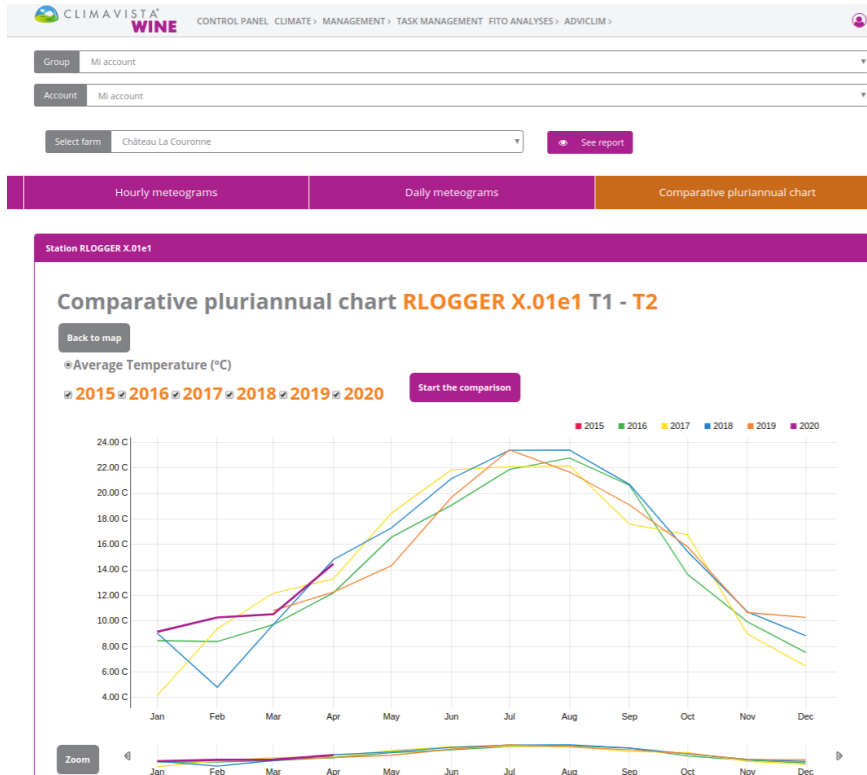 CLIMAVISTA
WINE
CONTROL PANEL CLIMATE > MANAGEMENT > TASK MANAGEMENT FITO ANALYSES > ADVICLIM >
Group Mi account
Account Mi account
Select farm Château La Couronne See report
Hourly meteograms Daily meteograms Comparative pluriannual chart
Station RLOGGER X.01e1
Comparative pluriannual chart RLOGGER X.01e1 T1 - T2
Back to map
Average Temperature (ºC)
2015 2016 2017 2018 2019 2020 Start the comparison
2015 2016 2017 2018 2019 2020
24.00 C
22.00 C
20.00 C
18.00 C
16.00 C
14.00 C
12.00 C
10.00 C
8.00 C
6.00 C
4.00 C
Jan Feb Mar Apr May Jun Jul Aug Sep Oct Nov Dec
Zoom
Jan Feb Mar Apr May Jun Jul Aug Sep Oct Nov Dec